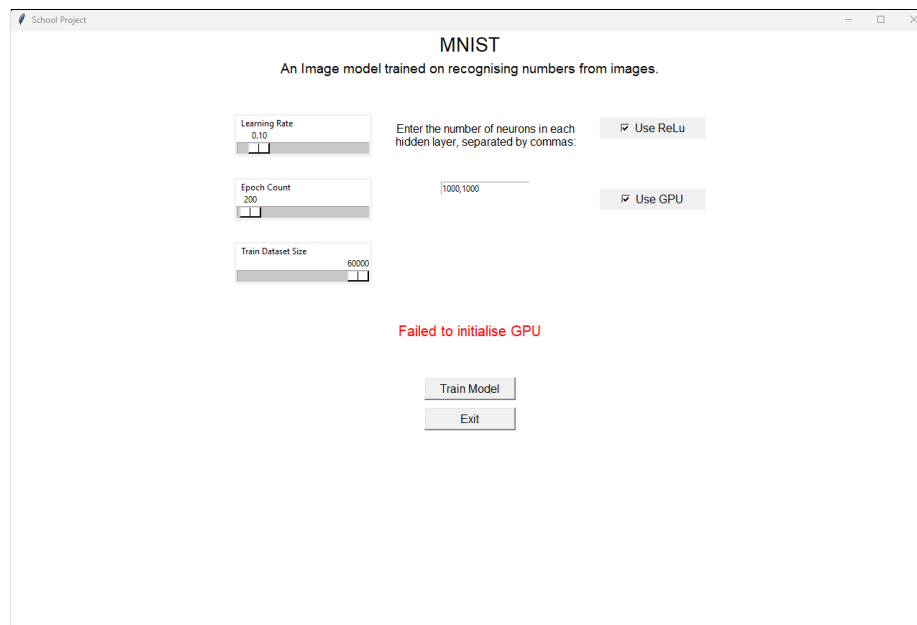 School Project
MNIST
An Image model trained on recognising numbers from images.
Learning Rate
0.10
Enter the number of neurons in each
hidden layer, separated by commas:
Use ReLu
Epoch Count
200
1000,1000
Use GPU
Train Dataset Size
60000
Failed to initialise GPU
Train Model
Exit